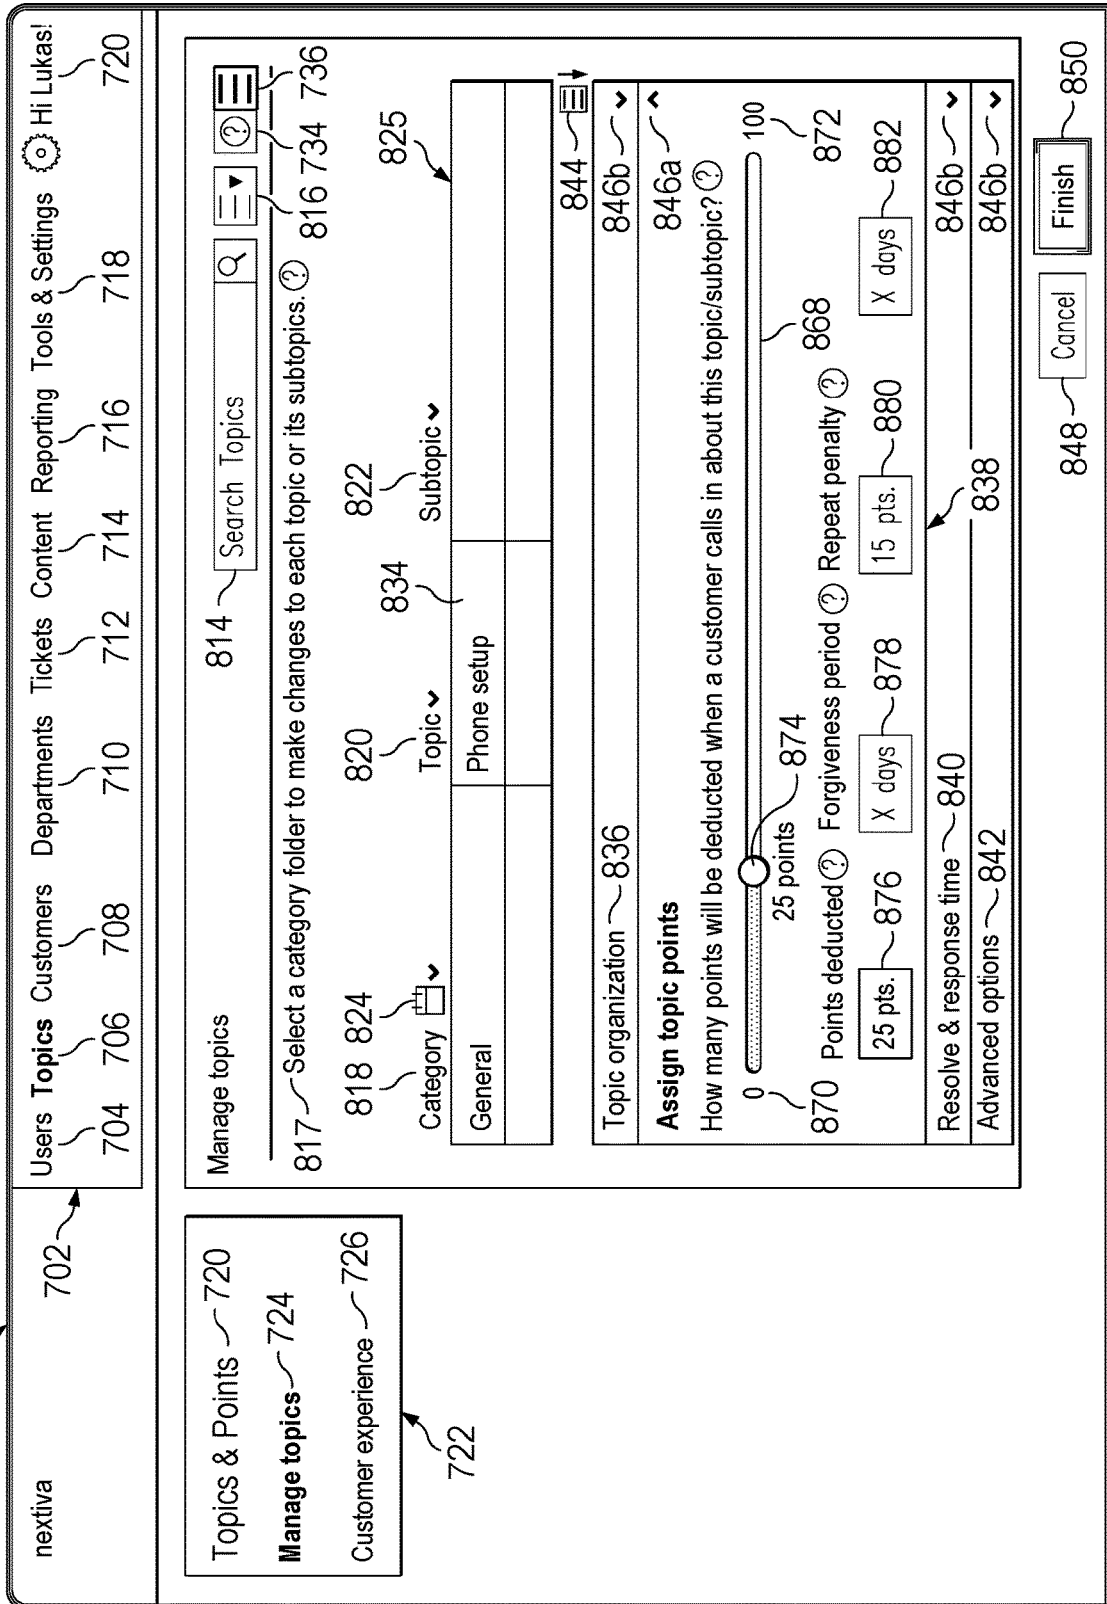 nextiva
702
Users Topics Customers Departments Tickets Content Reporting Tools & Settings Hi Lukas!
704 706 708 710 712 714 716 718 720
Topics & Points 720
Manage topics 724
Customer experience 726
722
Manage topics
814 Search Topics
816 734 736
817 Select a category folder to make changes to each topic or its subtopics. ?
818 824 820 834 822 825
Category Topic Subtopic
General Phone setup
844
Topic organization 836 846b
Assign topic points 846a
How many points will be deducted when a customer calls in about this topic/subtopic? ?
0 100
870 25 points 874 868 872
Points deducted ? Forgiveness period ? Repeat penalty ?
25 pts. 876 X days 878 15 pts. 880 X days 882
838
Resolve & response time 840 846b
Advanced options 842 846b
848 Cancel Finish 850